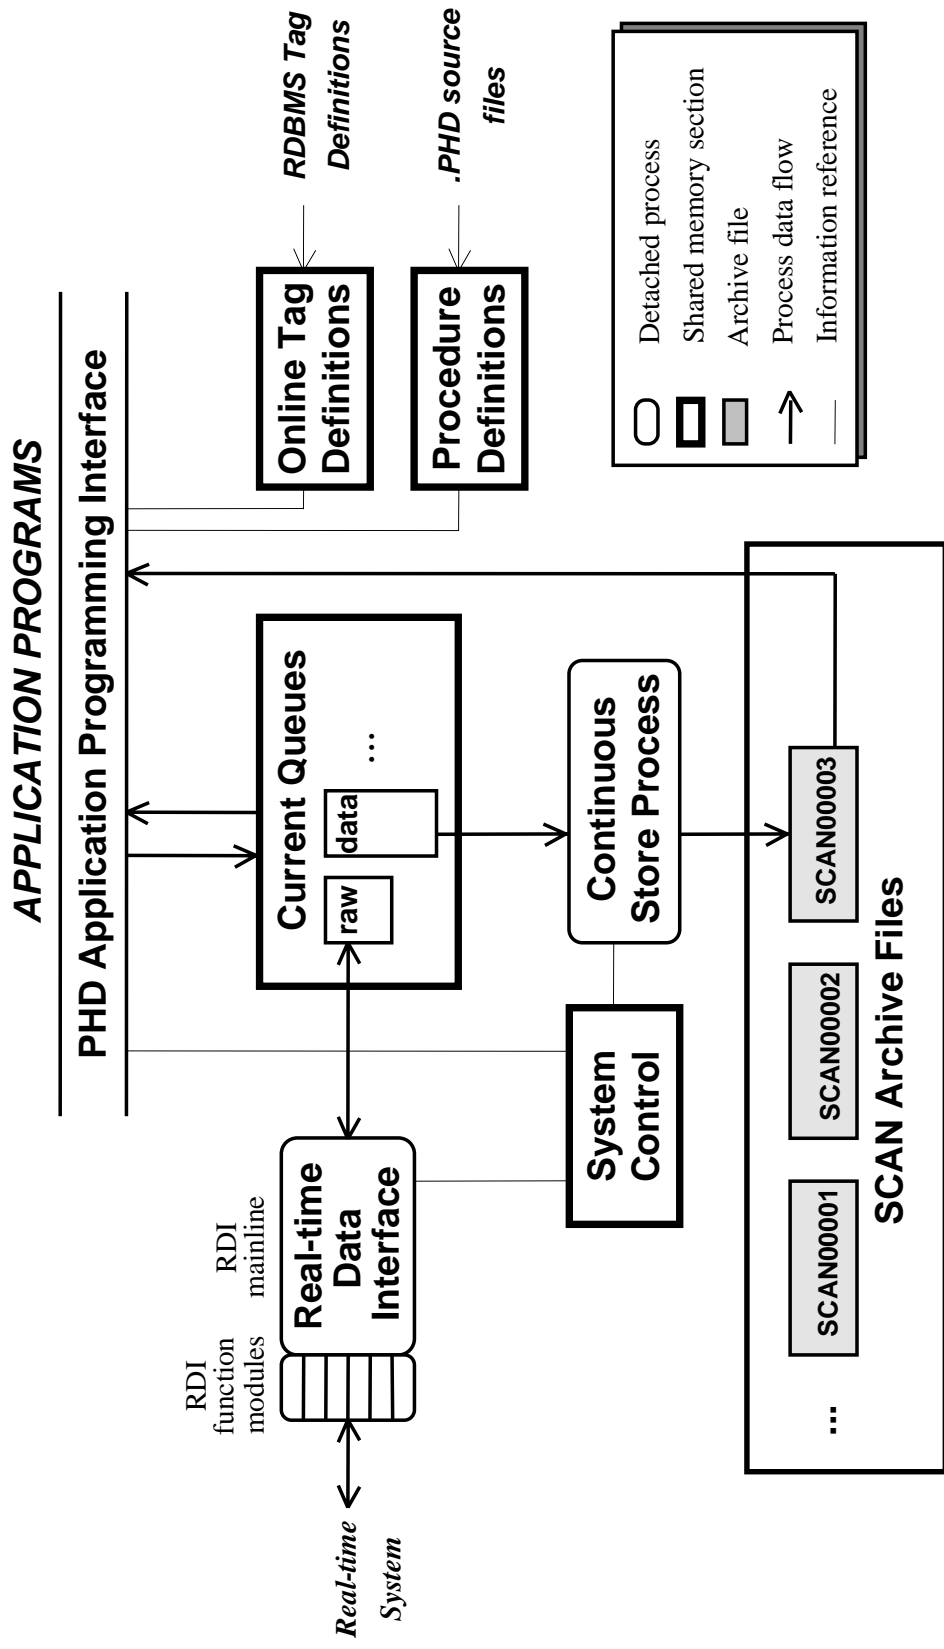 APPLICATION PROGRAMS
PHD Application Programming Interface
RDI
function
modules
RDI
mainline
Real-time
System
Real-time
Data
Interface
Current Queues
raw
data
...
Online Tag
Definitions
RDBMS Tag
Definitions
Procedure
Definitions
.PHD source
files
System
Control
Continuous
Store Process
...
SCAN00001
SCAN00002
SCAN00003
SCAN Archive Files
Detached process
Shared memory section
Archive file
Process data flow
Information reference